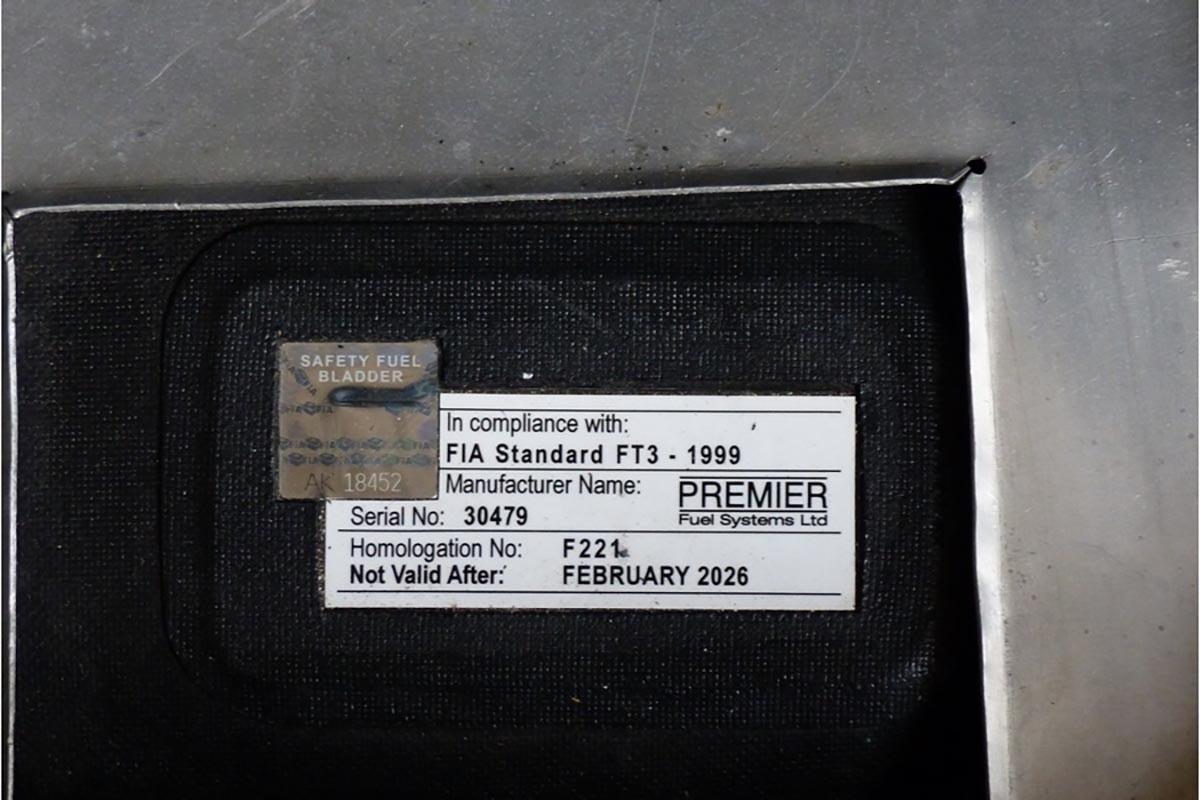 SAFETY FUEL
BLADDER
AK 18452
In compliance with:
FIA Standard FT3 - 1999
Manufacturer Name:
PREMIER
Fuel Systems Ltd
Serial No: 30479
Homologation No: F221
Not Valid After: FEBRUARY 2026